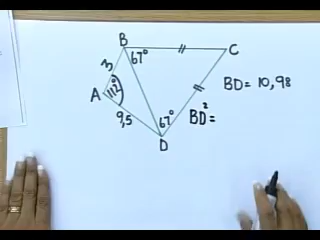 B
67°
C
3
112°
A
9,5
67°
D
BD = 10,98
BD² =